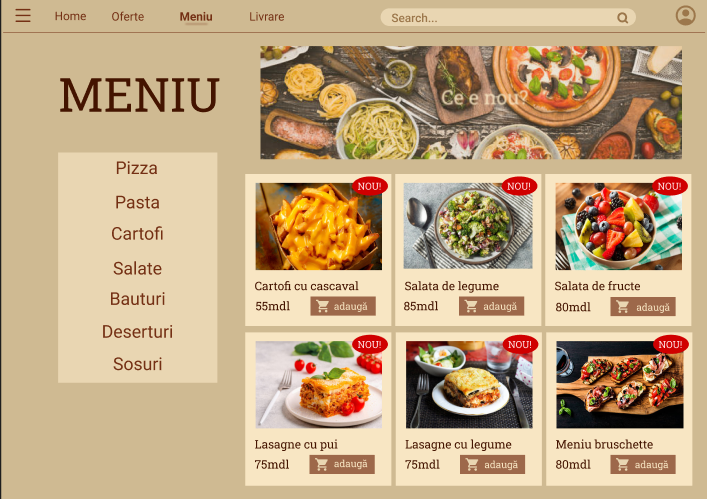 Home Oferte Meniu Livrare Search...
MENIU
Ce e nou?
Pizza
Pasta
Cartofi
Salate
Bauturi
Deserturi
Sosuri
NOU! NOU! NOU!
Cartofi cu cascaval Salata de legume Salata de fructe
55mdl adaugă 85mdl adaugă 80mdl adaugă
NOU! NOU! NOU!
Lasagne cu pui Lasagne cu legume Meniu bruschette
75mdl adaugă 75mdl adaugă 80mdl adaugă